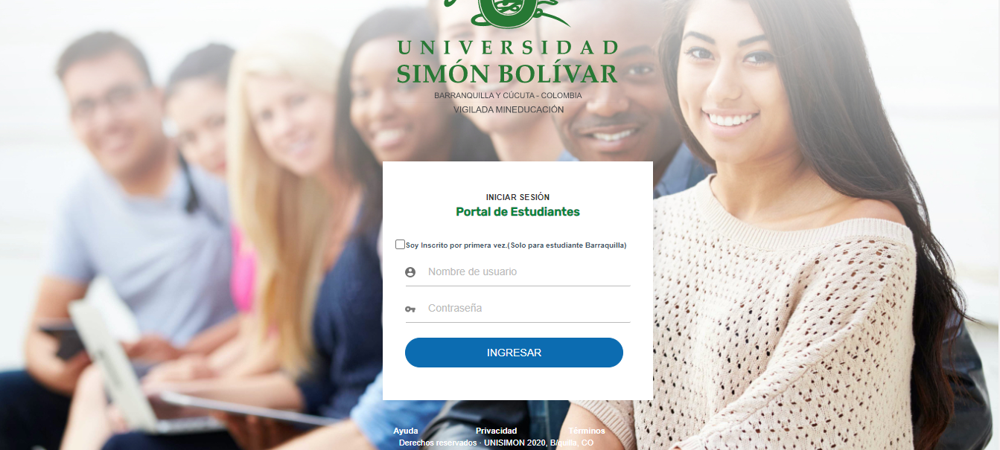 UNIVERSIDAD
SIMÓN BOLÍVAR
BARRANQUILLA Y CÚCUTA - COLOMBIA
VIGILADA MINEDUCACIÓN
INICIAR SESIÓN
Portal de Estudiantes
Soy Inscrito por primera vez.(Solo para estudiante Barraquilla)
Nombre de usuario
Contraseña
INGRESAR
Ayuda Privacidad Términos
Derechos reservados · UNISIMON 2020, B/quilla, CO